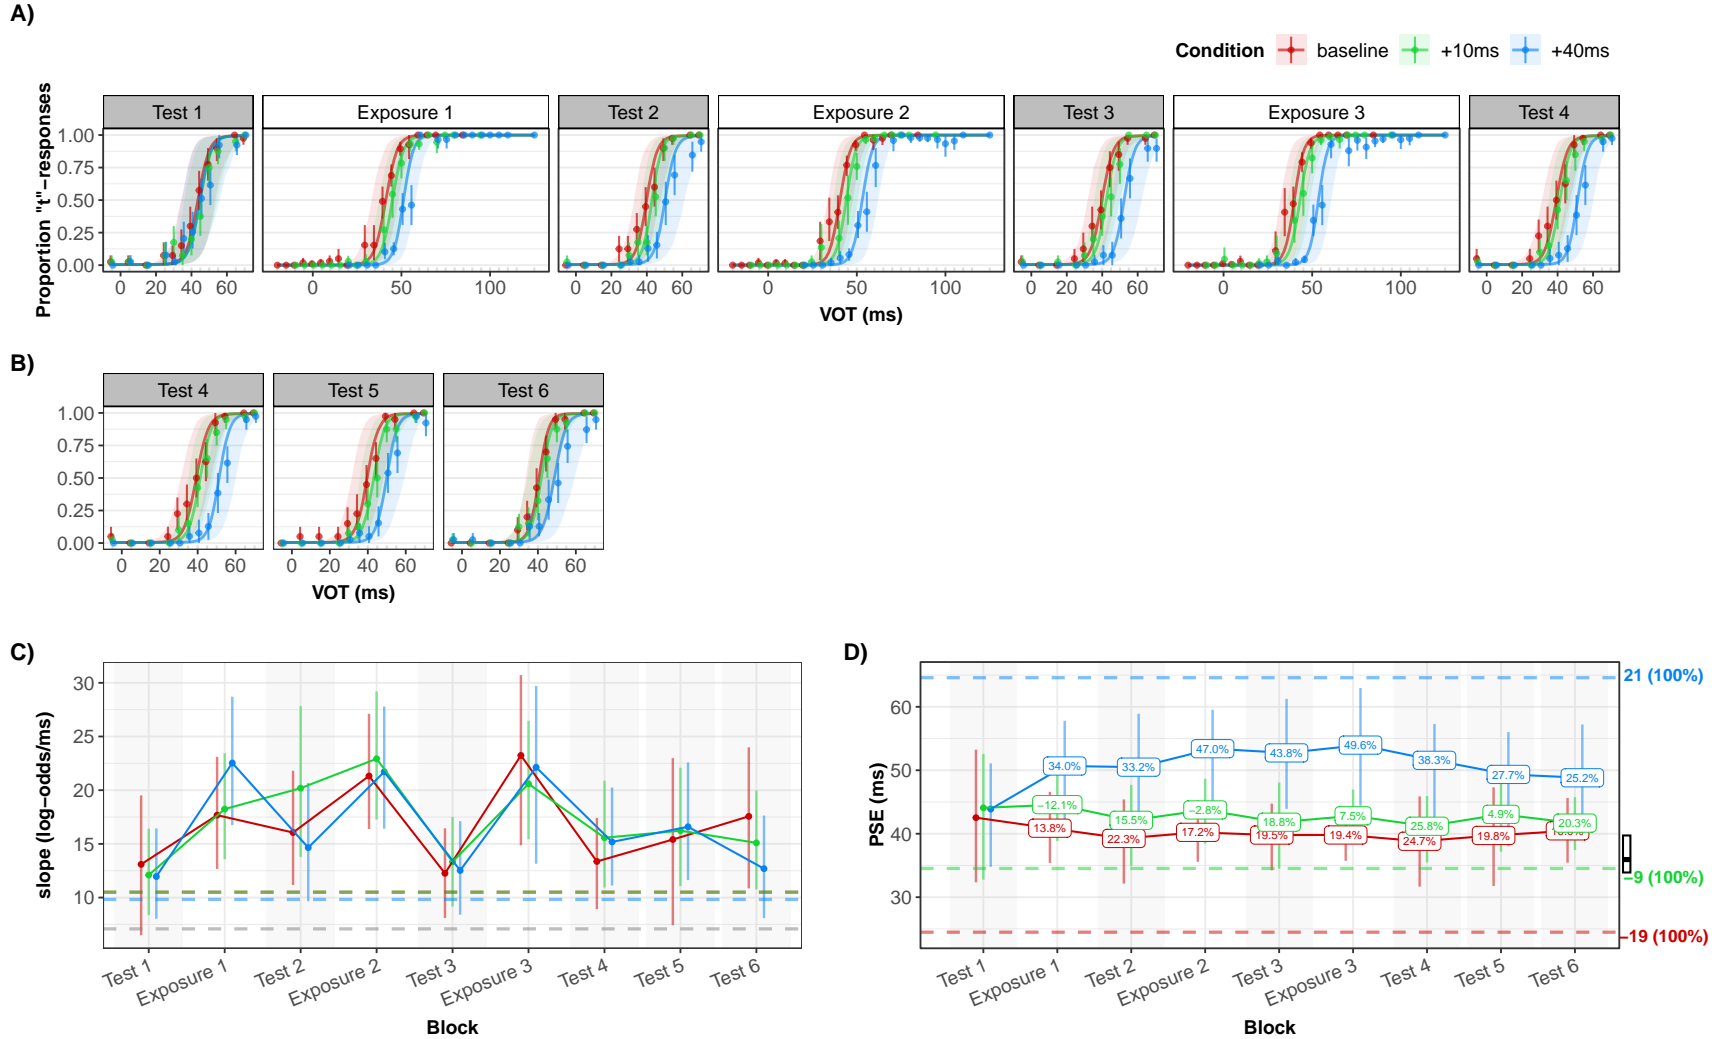 A)
Condition baseline +10ms +40ms
Test 1 Exposure 1 Test 2 Exposure 2 Test 3 Exposure 3 Test 4
Proportion "t"−responses
1.00
0.75
0.50
0.25
0.00
0 20 40 60 0 50 100 0 20 40 60 0 50 100 0 20 40 60 0 50 100 0 20 40 60
VOT (ms)
B)
Test 4 Test 5 Test 6
1.00
0.75
0.50
0.25
0.00
0 20 40 60 0 20 40 60 0 20 40 60
VOT (ms)
C)
slope (log−odds/ms)
30
25
20
15
10
Test 1 Exposure 1 Test 2 Exposure 2 Test 3 Exposure 3 Test 4 Test 5 Test 6
Block
D)
PSE (ms)
60
50
40
30
21 (100%)
−9 (100%)
−19 (100%)
34.0% 33.2% 47.0% 43.8% 49.6% 38.3% 27.7% 25.2%
−12.1% 15.5% −2.8% 18.8% 7.5% 25.8% 4.9% 20.3%
13.8% 22.3% 17.2% 19.5% 19.4% 24.7% 19.8%
Test 1 Exposure 1 Test 2 Exposure 2 Test 3 Exposure 3 Test 4 Test 5 Test 6
Block